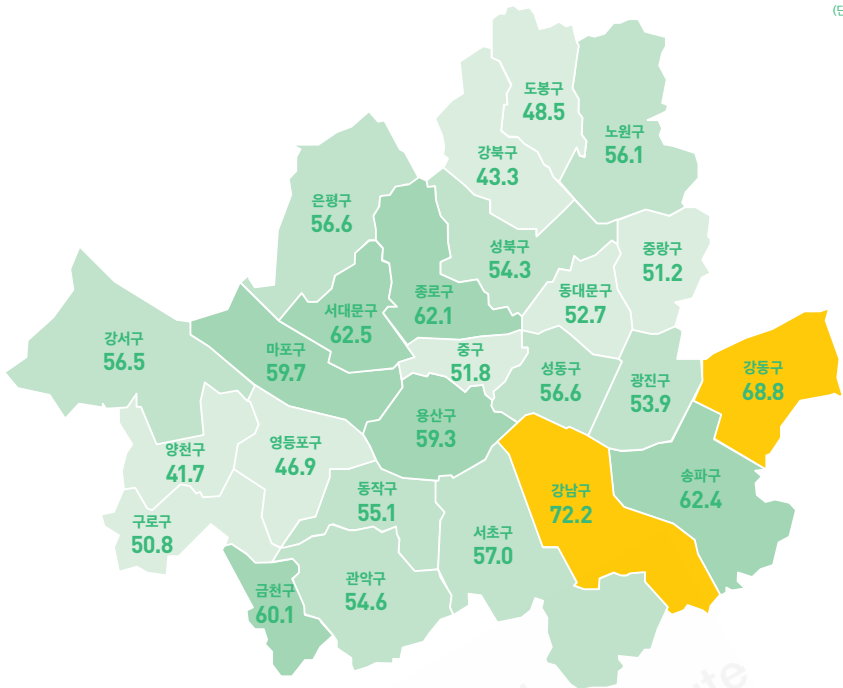 (단
도봉구
48.5
노원구
56.1
강북구
43.3
은평구
56.6
성북구
54.3
중랑구
51.2
종로구
62.1
동대문구
52.7
서대문구
62.5
강서구
56.5
마포구
59.7
중구
51.8
성동구
56.6
광진구
53.9
강동구
68.8
용산구
59.3
양천구
41.7
영등포구
46.9
송파구
62.4
동작구
55.1
강남구
72.2
구로구
50.8
서초구
57.0
금천구
60.1
관악구
54.6